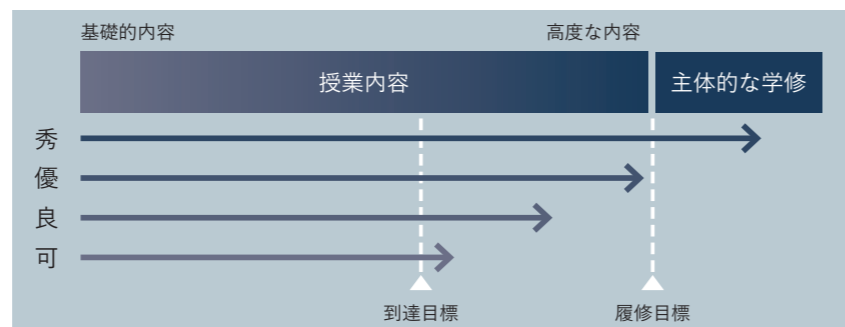 基礎的内容
高度な内容
授業内容
主体的な学修
秀
優
良
可
到達目標
履修目標